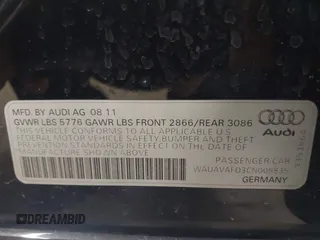 MFD. BY AUDI AG 08 11
GVWR LBS 5776 GAWR LBS FRONT 2866/REAR 3086
THIS VEHICLE CONFORMS TO ALL APPLICABLE U.S.
FEDERAL MOTOR VEHICLE SAFETY BUMPER AND THEFT
PREVENTION STANDARDS IN EFFECT ON THE DATE
OF MANUFACTURE SHOWN ABOVE.
Audi
PASSENGER CAR
GERMANY
DREAMBID